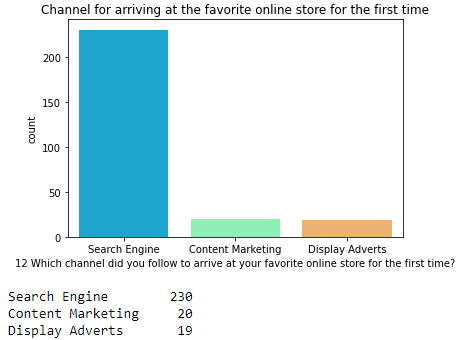 Channel for arriving at the favorite online store for the first time
200
150
100
50
0
count
Search Engine Content Marketing Display Adverts
12 Which channel did you follow to arrive at your favorite online store for the first time?
Search Engine 230
Content Marketing 20
Display Adverts 19